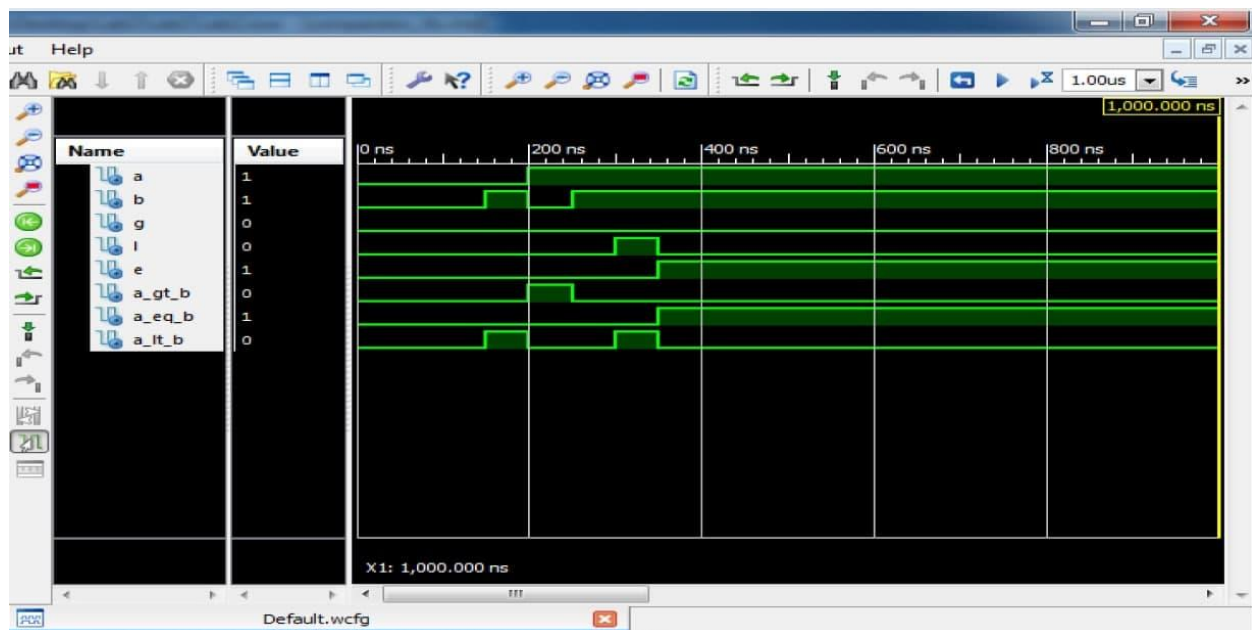 ut Help
1.00us
»
1,000.000 ns
Name Value 0 ns 200 ns 400 ns 600 ns 800 ns
a 1
b 1
g 0
l 0
e 1
a_gt_b 0
a_eq_b 1
a_lt_b 0
X1: 1,000.000 ns
Default.wcfg